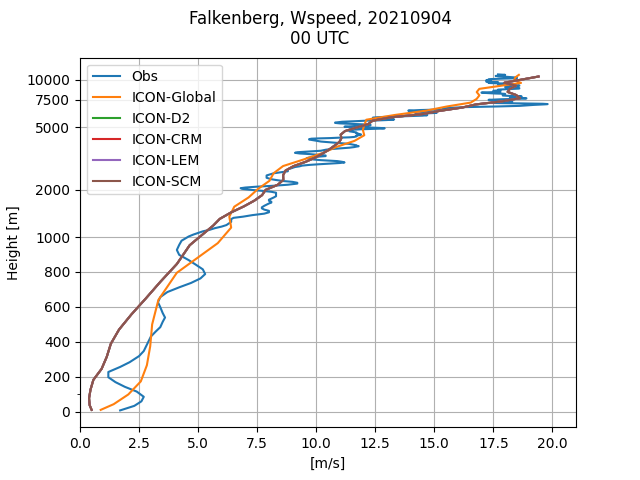 Falkenberg, Wspeed, 20210904
00 UTC
Obs
ICON-Global
ICON-D2
ICON-CRM
ICON-LEM
ICON-SCM
Height [m]
10000
7500
5000
2000
1000
800
600
400
200
0
0.0 2.5 5.0 7.5 10.0 12.5 15.0 17.5 20.0
[m/s]